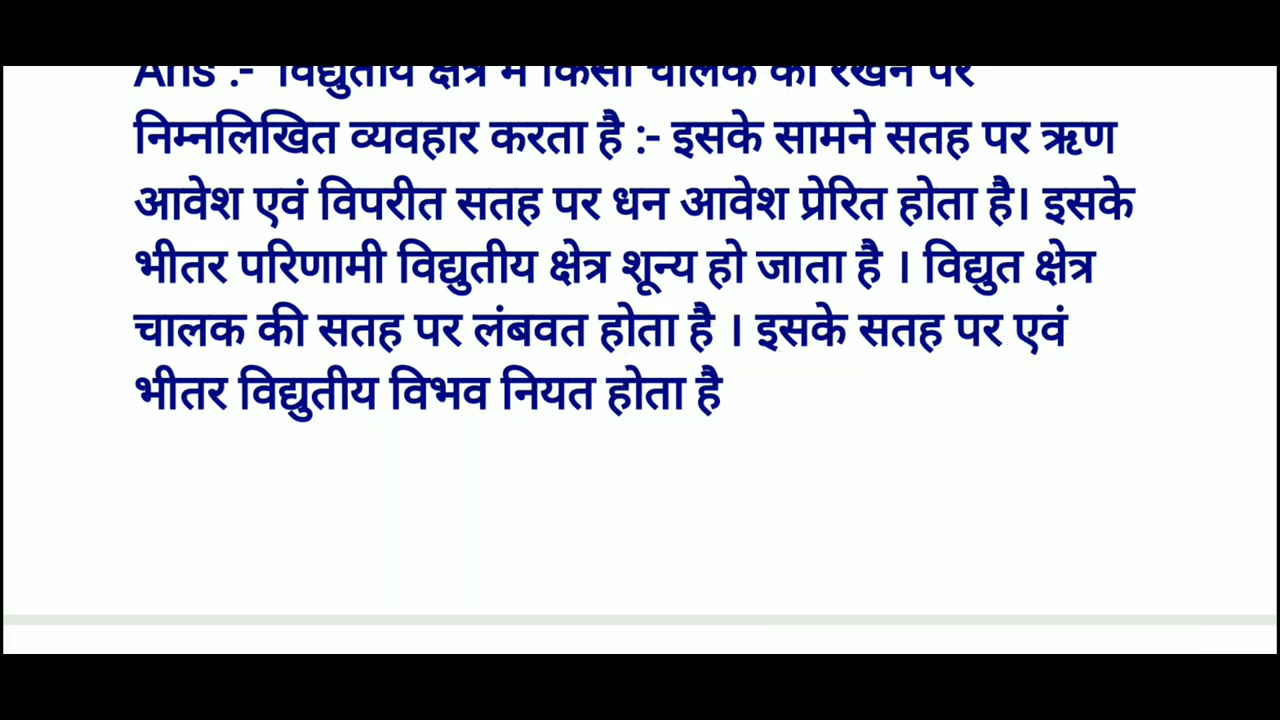 Ans :- विद्युतीय क्षेत्र में किसी चालक को रखने पर
निम्नलिखित व्यवहार करता है :- इसके सामने सतह पर ऋण
आवेश एवं विपरीत सतह पर धन आवेश प्रेरित होता है। इसके
भीतर परिणामी विद्युतीय क्षेत्र शून्य हो जाता है । विद्युत क्षेत्र
चालक की सतह पर लंबवत होता है । इसके सतह पर एवं
भीतर विद्युतीय विभव नियत होता है